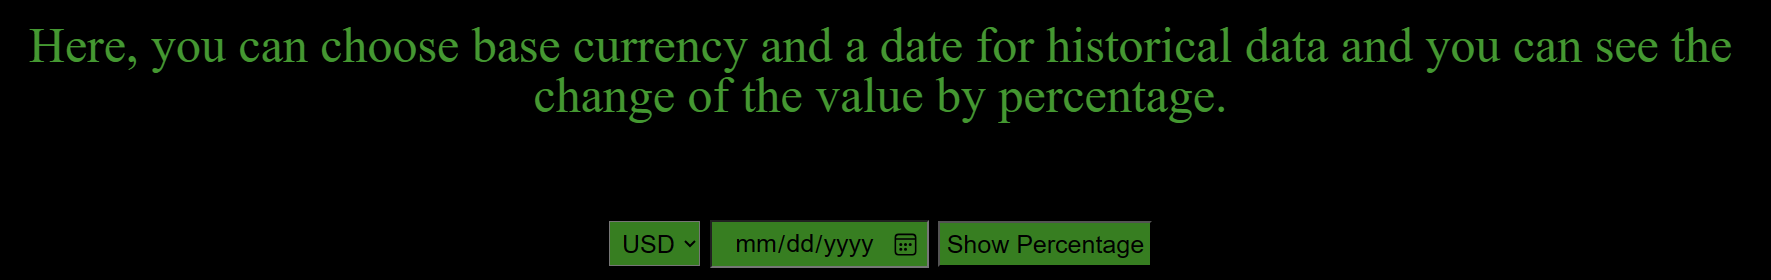 Here, you can choose base currency and a date for historical data and you can see the
change of the value by percentage.
USD mm/dd/yyyy Show Percentage